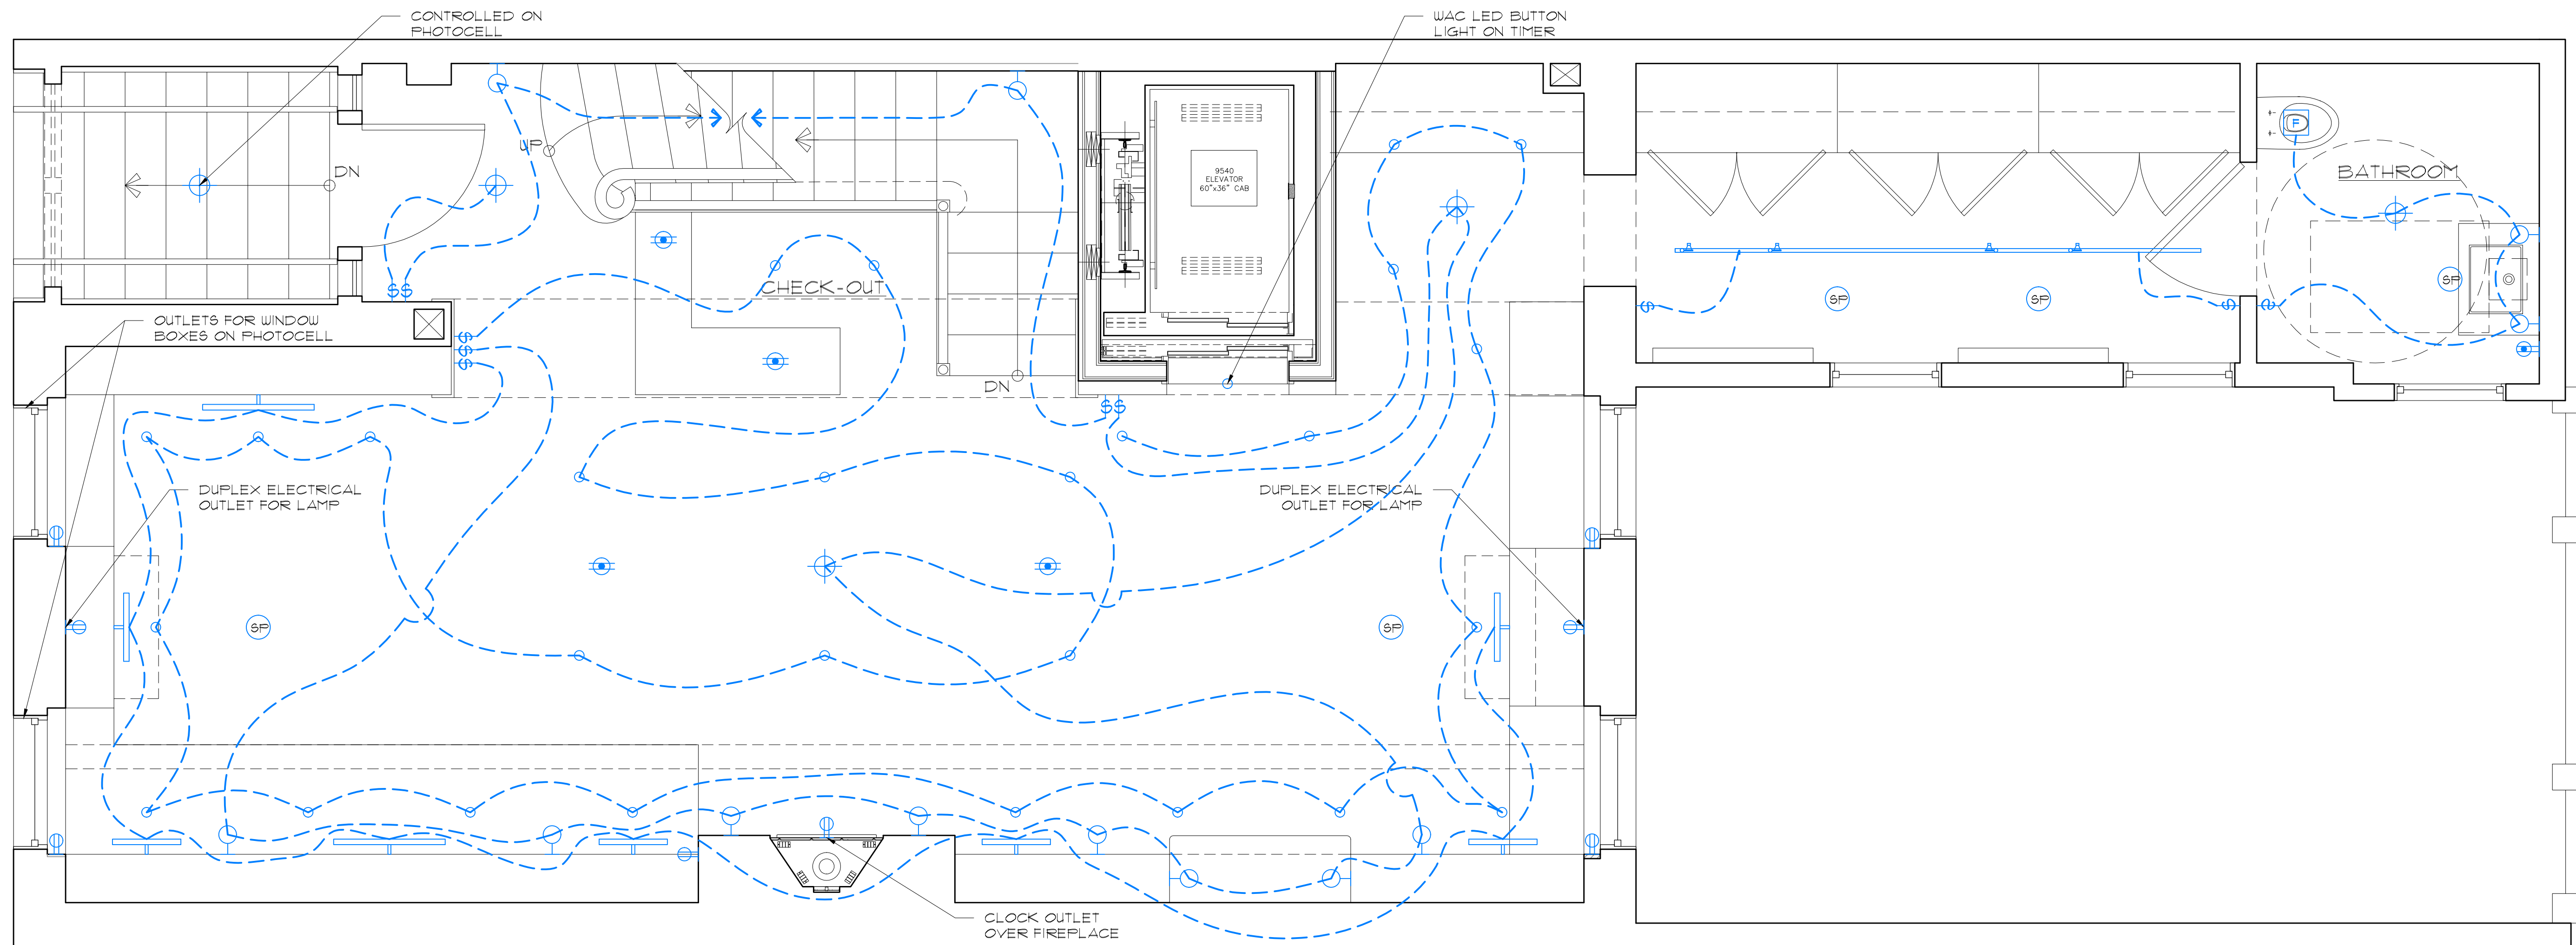 CONTROLLED ON
PHOTOCELL
WAC LED BUTTON
LIGHT ON TIMER
UP
DN
9540
ELEVATOR
60"x36" CAB
F
BATHROOM
$$
CHECK-OUT
SP
SP
SP
$
$
$
OUTLETS FOR WINDOW
BOXES ON PHOTOCELL
$
$
$
DN
$$
DUPLEX ELECTRICAL
OUTLET FOR LAMP
DUPLEX ELECTRICAL
OUTLET FOR LAMP
SP
SP
CLOCK OUTLET
OVER FIREPLACE